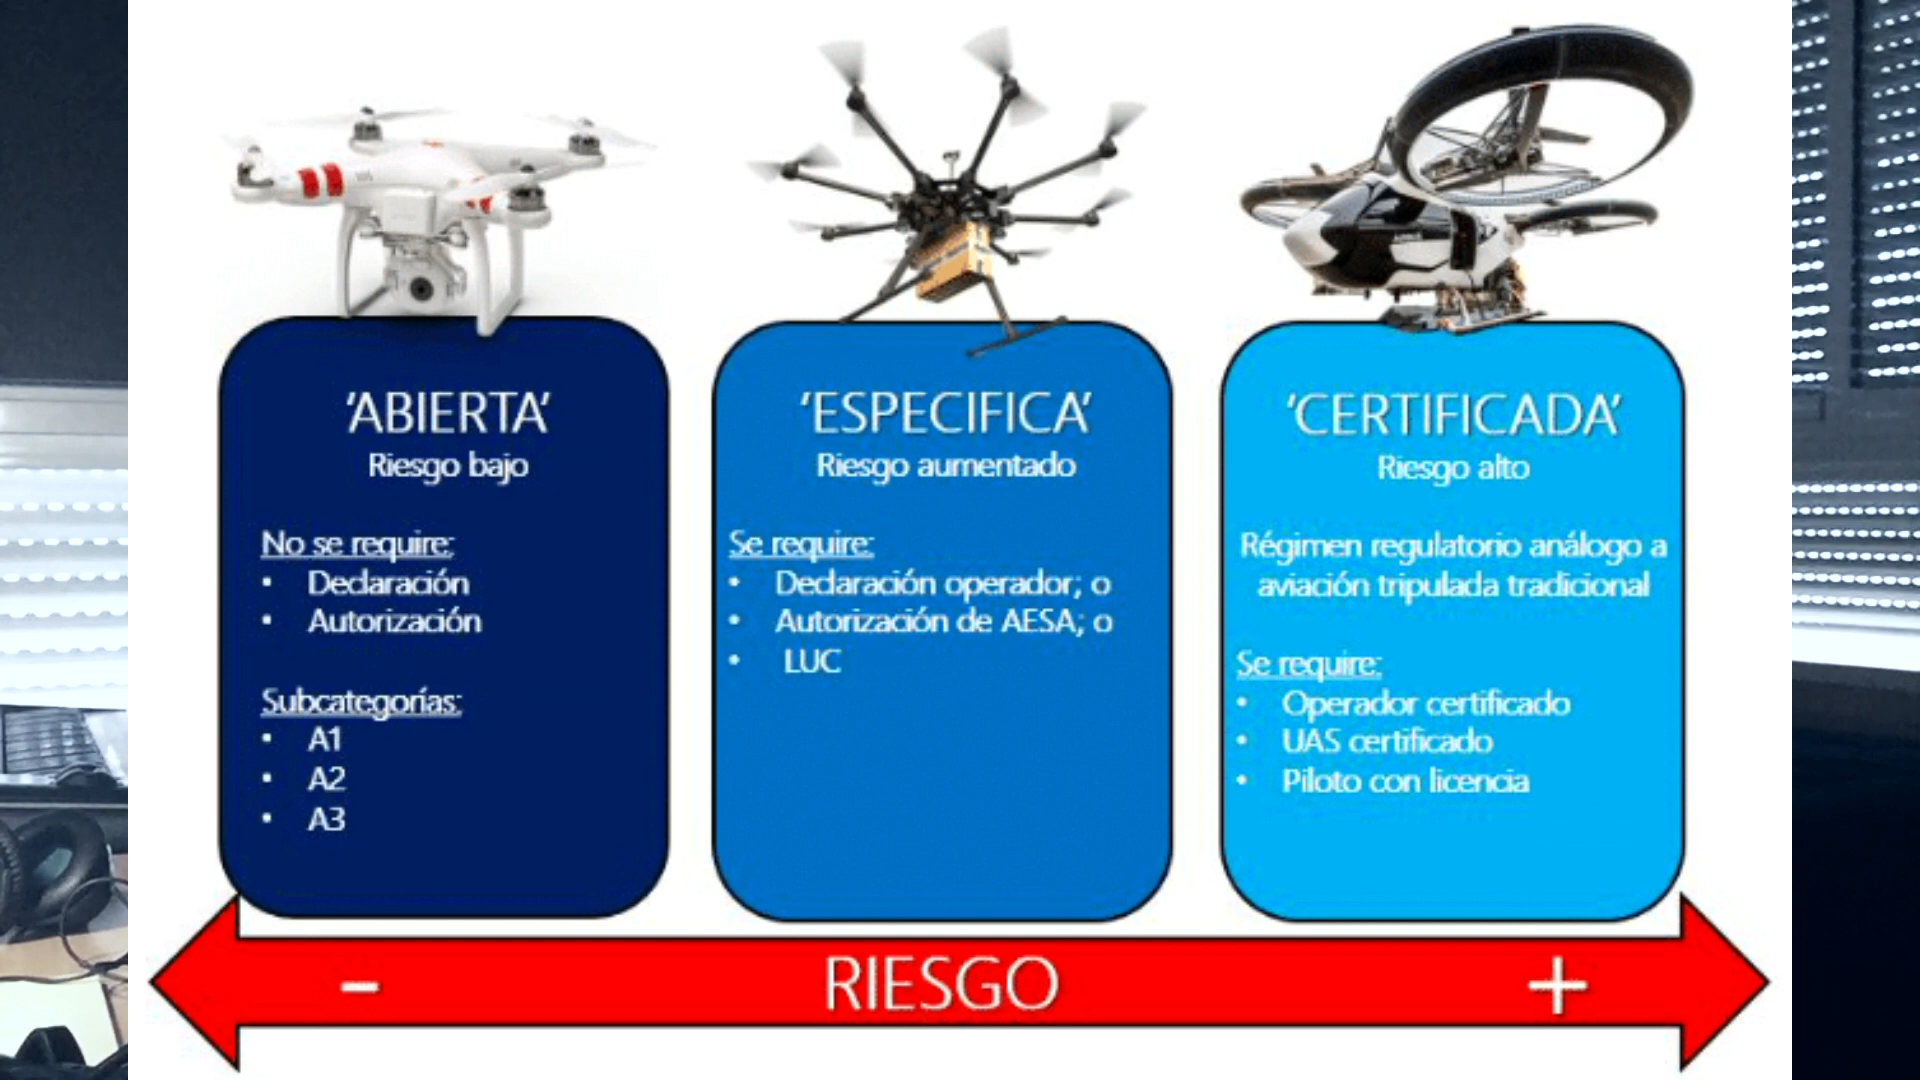 'ABIERTA'
Riesgo bajo
No se require:
• Declaración
• Autorización
Subcategorías:
• A1
• A2
• A3
'ESPECIFICA'
Riesgo aumentado
Se require:
• Declaración operador; o
• Autorización de AESA; o
• LUC
'CERTIFICADA'
Riesgo alto
Régimen regulatorio análogo a
aviación tripulada tradicional
Se require:
• Operador certificado
• UAS certificado
• Piloto con licencia
– RIESGO +